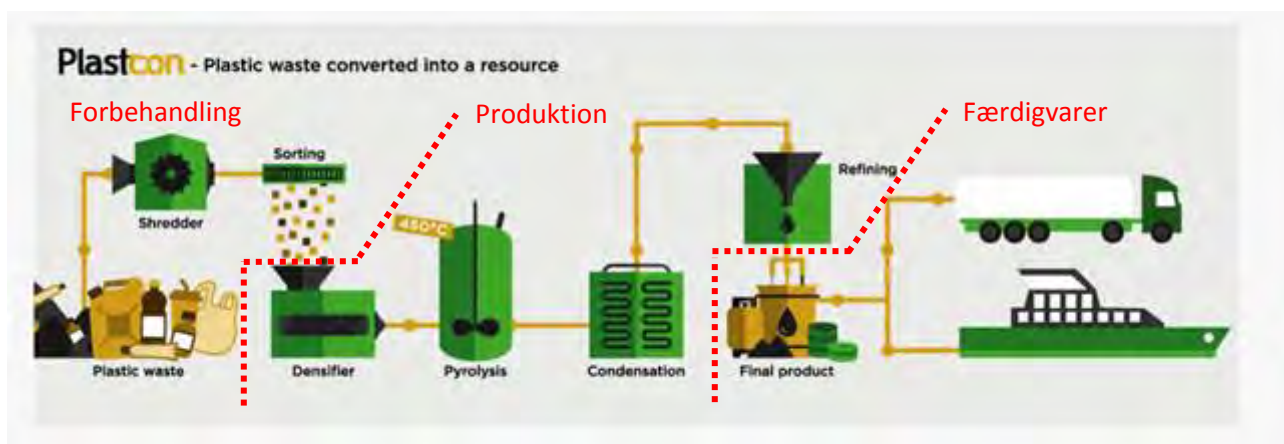 Plastcon - Plastic waste converted into a resource
Forbehandling
Produktion
Færdigvarer
Sorting
Refining
Shredder
450°C
Plastic waste
Densifier
Pyrolysis
Condensation
Final product